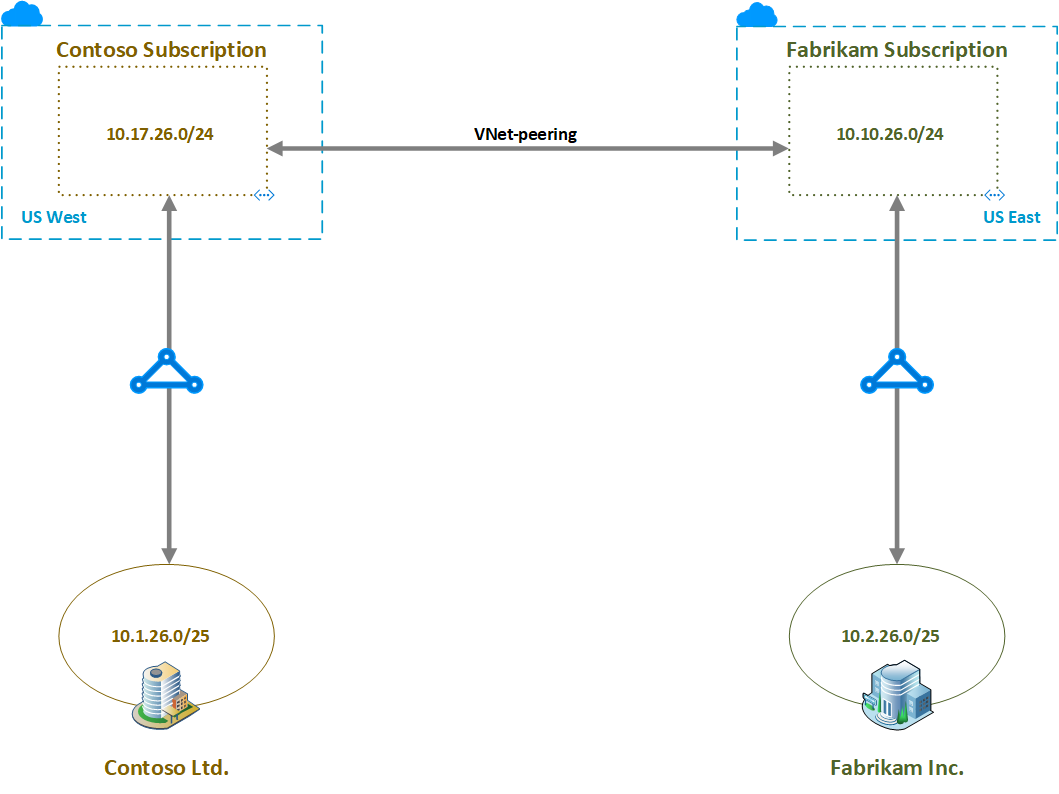 Contoso Subscription
Fabrikam Subscription
10.17.26.0/24
VNet-peering
10.10.26.0/24
US West
US East
10.1.26.0/25
10.2.26.0/25
Contoso Ltd.
Fabrikam Inc.